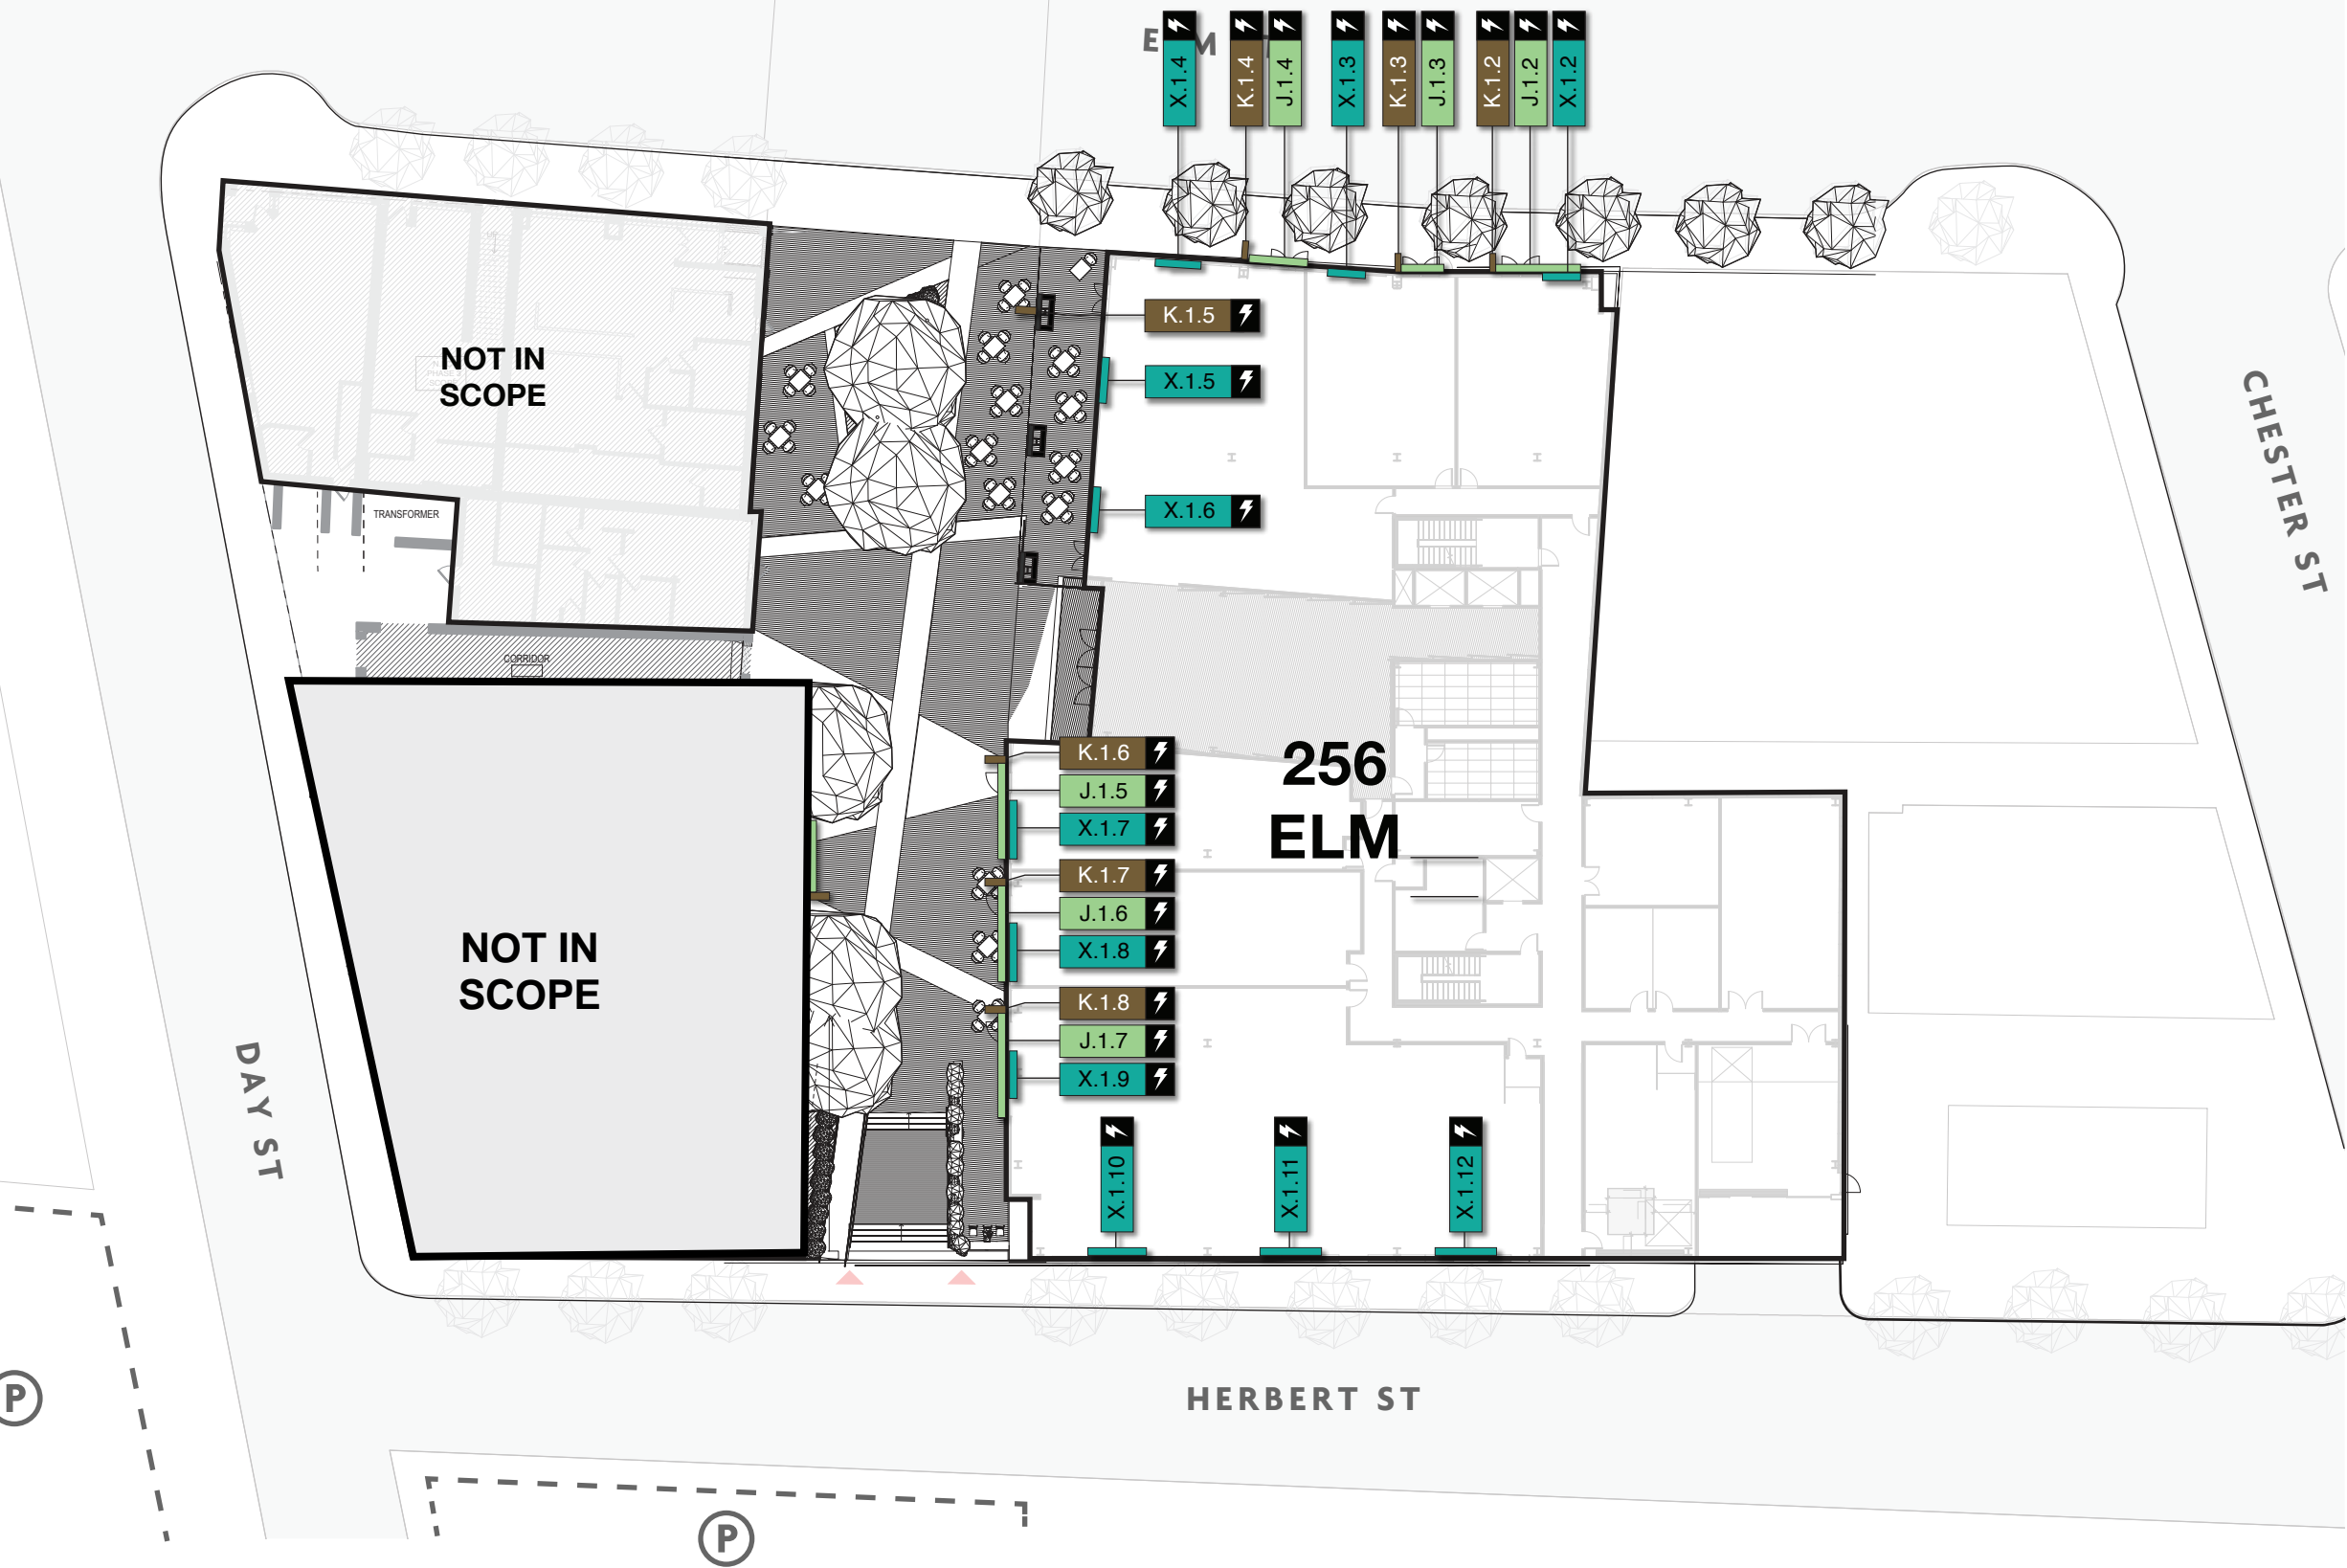 ELM
X.1.4
K.1.4
J.1.4
X.1.3
K.1.3
J.1.3
K.1.2
J.1.2
X.1.2
K.1.5
X.1.5
X.1.6
NOT IN
SCOPE
UP
TRANSFORMER
CORRIDOR
CHESTER ST
K.1.6
J.1.5
X.1.7
256
ELM
K.1.7
J.1.6
X.1.8
NOT IN
SCOPE
K.1.8
J.1.7
X.1.9
DAY ST
X.1.10
X.1.11
X.1.12
P
HERBERT ST
P